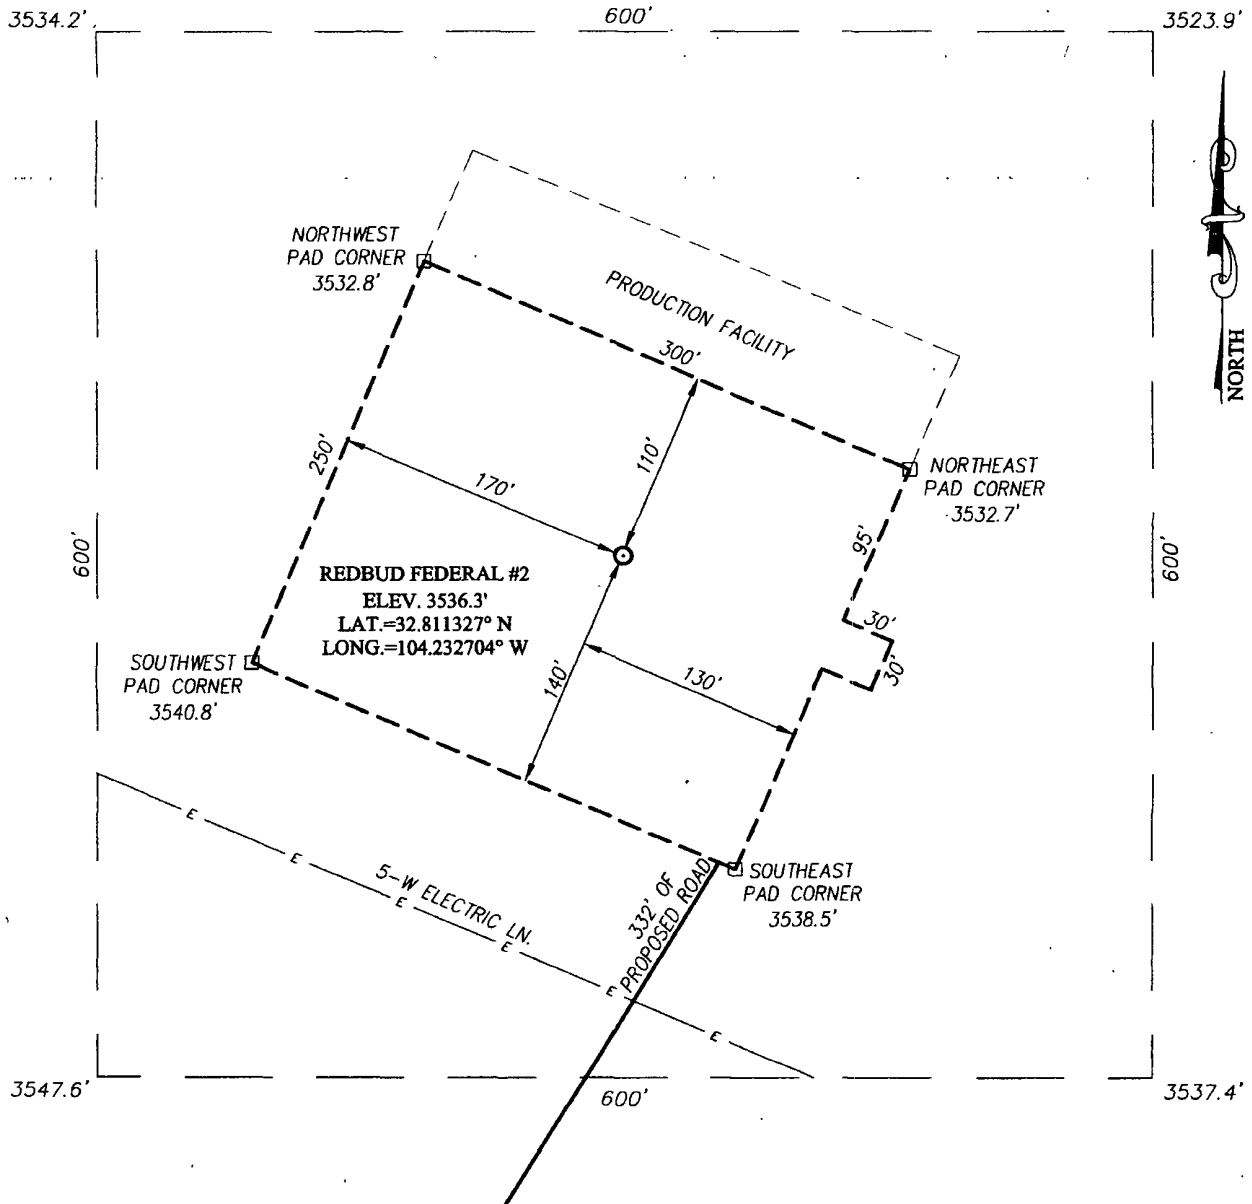 3534.2'
600'
3523.9'
NORTH
NORTHWEST
PAD CORNER
3532.8'
PRODUCTION FACILITY
300'
250'
110'
170'
NORTHEAST
PAD CORNER
3532.7'
95'
600'
600'
REDBUD FEDERAL #2
ELEV. 3536.3'
LAT.=32.811327° N
LONG.=104.232704° W
30'
30'
SOUTHWEST
PAD CORNER
3540.8'
140'
130'
E
E
5-W ELECTRIC LN.
E
E
E
E
332' OF
PROPOSED ROAD
SOUTHEAST
PAD CORNER
3538.5'
3547.6'
600'
3537.4'